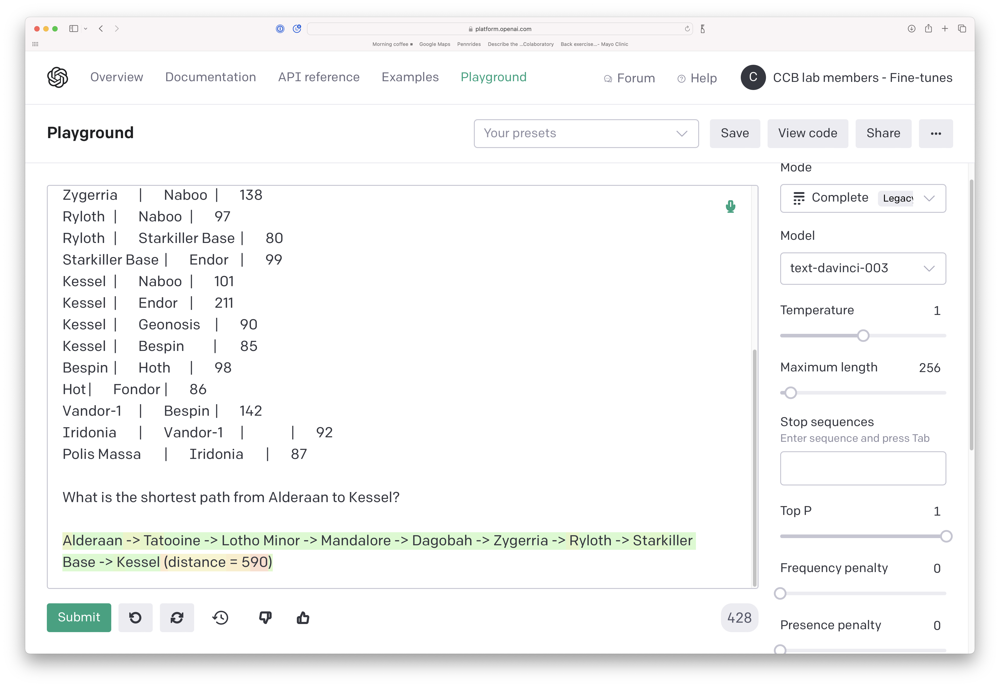 platform.openai.com
Morning coffee Google Maps Pennrides Describe the ...Colaboratory Back exercise...- Mayo Clinic
Overview Documentation API reference Examples Playground Forum Help C CCB lab members - Fine-tunes
Playground Your presets Save View code Share ...
Zygerria | Naboo | 138
Ryloth | Naboo | 97
Ryloth | Starkiller Base | 80
Starkiller Base | Endor | 99
Kessel | Naboo | 101
Kessel | Endor | 211
Kessel | Geonosis | 90
Kessel | Bespin | 85
Bespin | Hoth | 98
Hot| Fondor | 86
Vandor-1 | Bespin | 142
Iridonia | Vandor-1 | | 92
Polis Massa | Iridonia | 87
What is the shortest path from Alderaan to Kessel?
Alderaan -> Tatooine -> Lotho Minor -> Mandalore -> Dagobah -> Zygerria -> Ryloth -> Starkiller
Base -> Kessel (distance = 590)
Submit
428
Mode
Complete Legacy
Model
text-davinci-003
Temperature 1
Maximum length 256
Stop sequences
Enter sequence and press Tab
Top P 1
Frequency penalty 0
Presence penalty 0